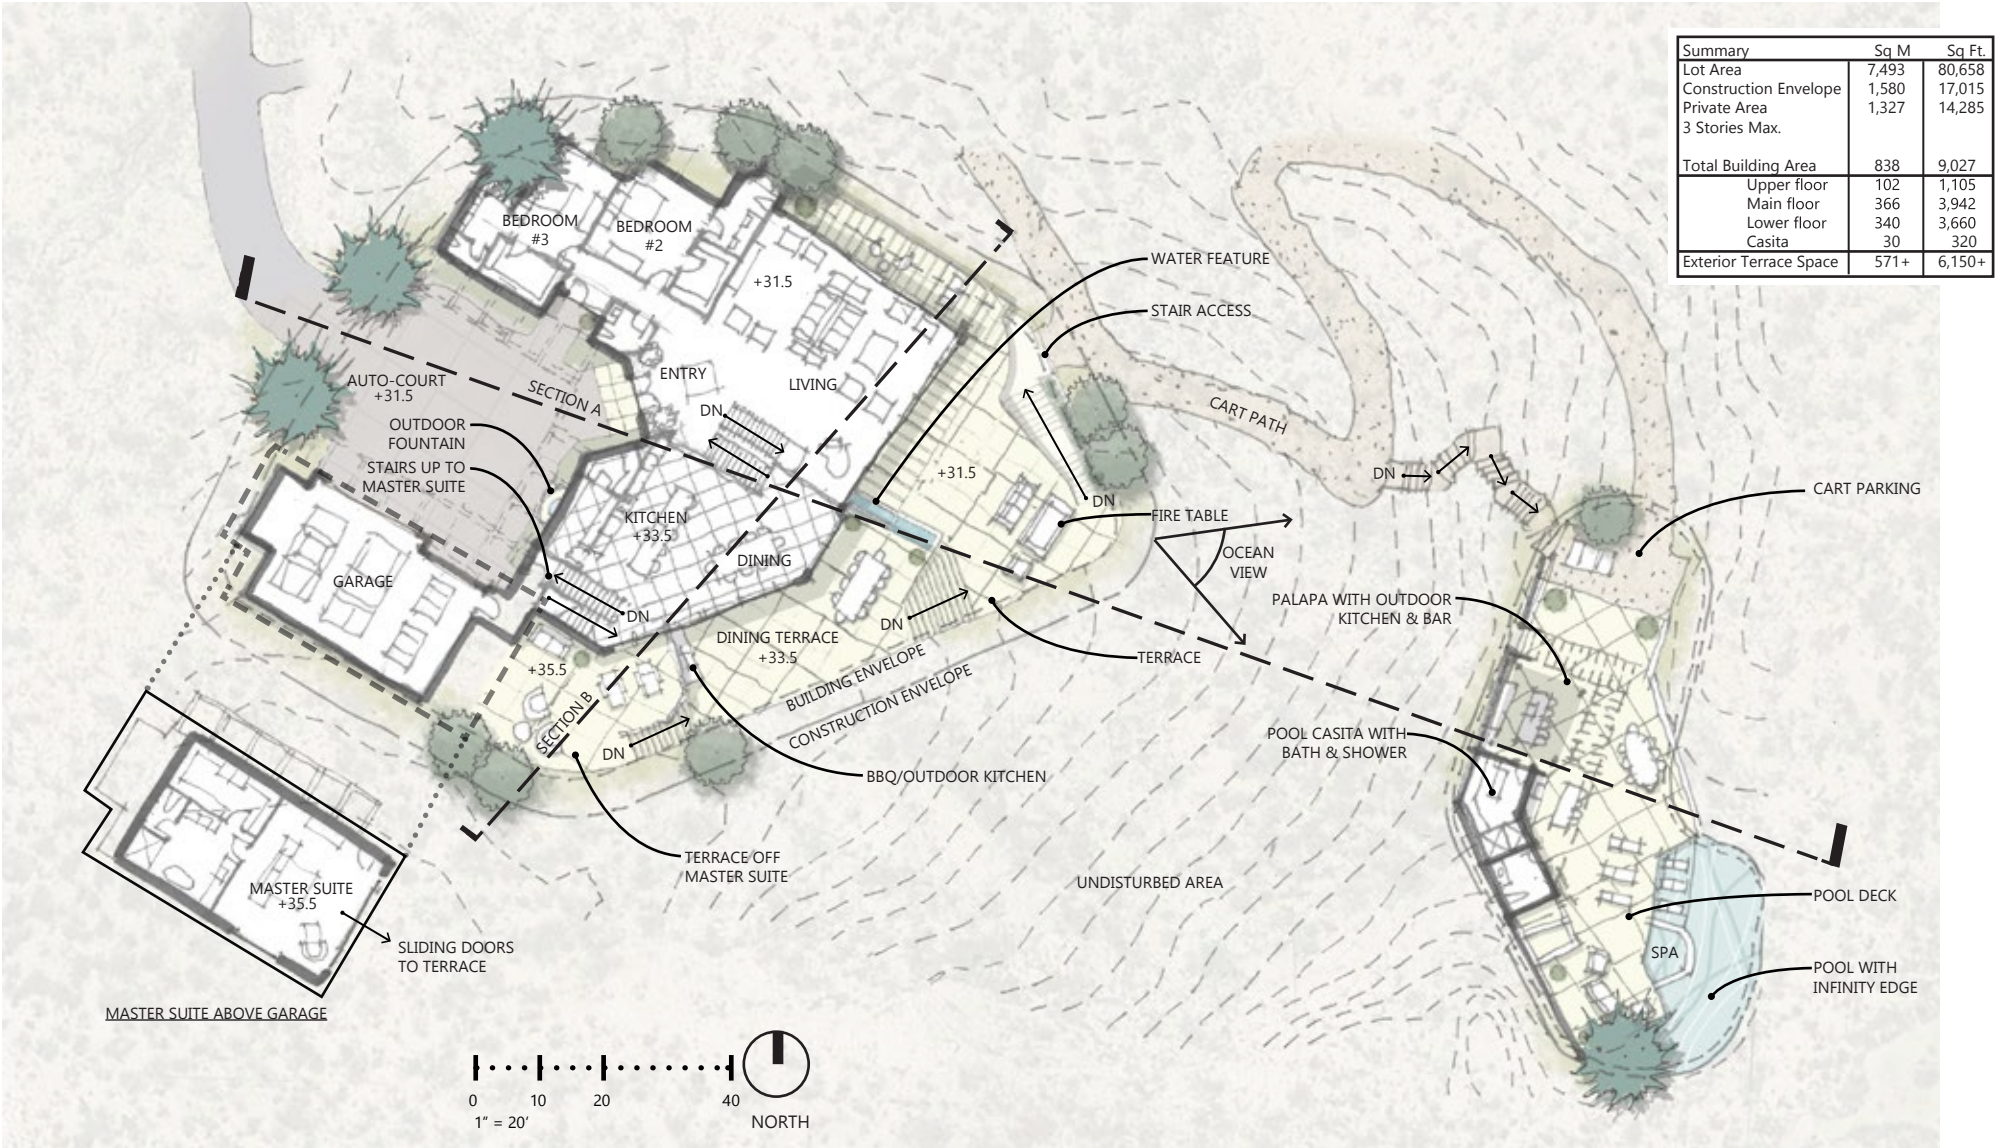 Summary Sq M Sq Ft.
Lot Area 7,493 80,658
Construction Envelope 1,580 17,015
Private Area 1,327 14,285
3 Stories Max.
Total Building Area 838 9,027
Upper floor 102 1,105
Main floor 366 3,942
Lower floor 340 3,660
Casita 30 320
Exterior Terrace Space 571+ 6,150+
BEDROOM
#3
BEDROOM
#2
+31.5
WATER FEATURE
STAIR ACCESS
ENTRY
LIVING
AUTO-COURT
+31.5
SECTION A
DN
CART PATH
OUTDOOR
FOUNTAIN
STAIRS UP TO
MASTER SUITE
+31.5
DN
DN
CART PARKING
KITCHEN
+33.5
FIRE TABLE
OCEAN
VIEW
DINING
GARAGE
DN
DN
PALAPA WITH OUTDOOR
KITCHEN & BAR
DINING TERRACE
+33.5
TERRACE
+35.5
BUILDING ENVELOPE
CONSTRUCTION ENVELOPE
SECTION B
DN
POOL CASITA WITH
BATH & SHOWER
BBQ/OUTDOOR KITCHEN
TERRACE OFF
MASTER SUITE
UNDISTURBED AREA
MASTER SUITE
+35.5
POOL DECK
SLIDING DOORS
TO TERRACE
SPA
POOL WITH
INFINITY EDGE
MASTER SUITE ABOVE GARAGE
0 10 20 40
1" = 20'
NORTH